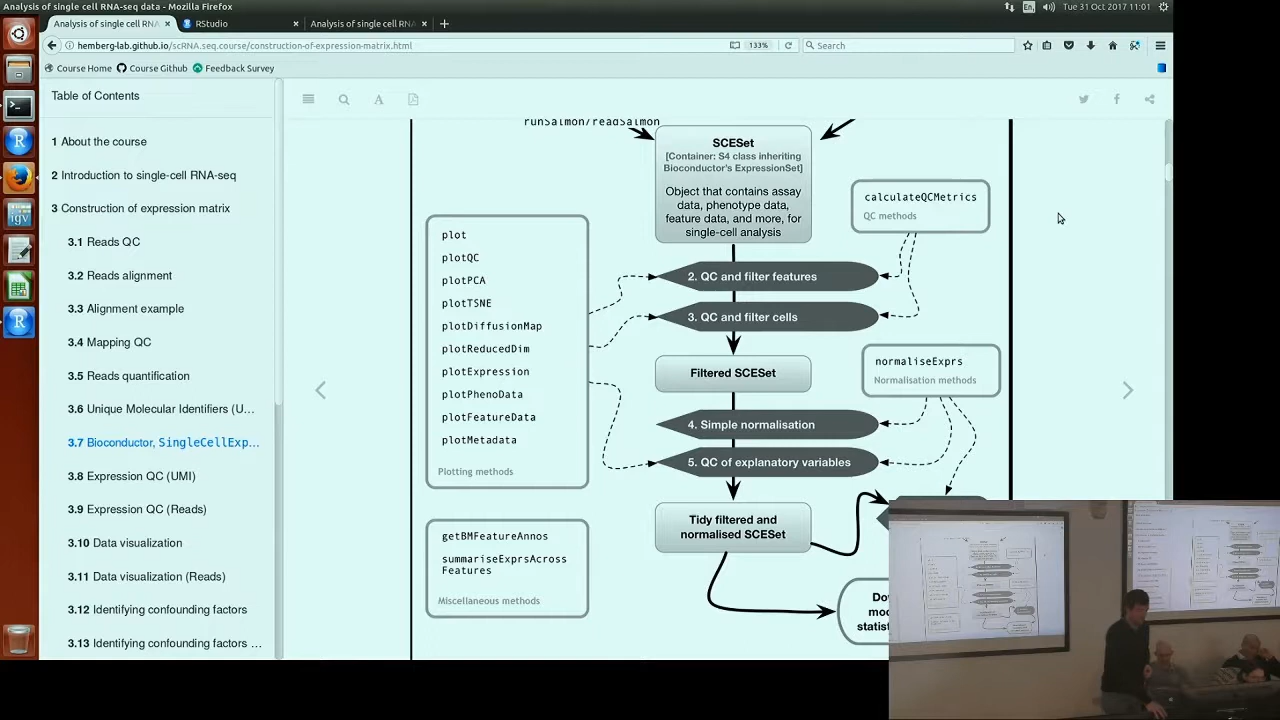 Analysis of single cell RNA-seq data - Mozilla Firefox
En
Tue 31 Oct 2017 11:01
Analysis of single cell RNA ×
RStudio ×
Analysis of single cell RNA ×
hemberg-lab.github.io/scRNA.seq.course/construction-of-expression-matrix.html
133%
Search
Course Home
Course Github
Feedback Survey
Table of Contents
1 About the course
2 Introduction to single-cell RNA-seq
3 Construction of expression matrix
3.1 Reads QC
3.2 Reads alignment
3.3 Alignment example
3.4 Mapping QC
3.5 Reads quantification
3.6 Unique Molecular Identifiers (U...
3.7 Bioconductor, SingleCellExp...
3.8 Expression QC (UMI)
3.9 Expression QC (Reads)
3.10 Data visualization
3.11 Data visualization (Reads)
3.12 Identifying confounding factors
3.13 Identifying confounding factors ...
A
runSalmon/readSalmon
SCESet
[Container: S4 class inheriting
Bioconductor's ExpressionSet]
Object that contains assay
data, phenotype data,
feature data, and more, for
single-cell analysis
calculateQCMetrics
QC methods
plot
plotQC
plotPCA
plotTSNE
plotDiffusionMap
plotReducedDim
plotExpression
plotPhenoData
plotFeatureData
plotMetadata
Plotting methods
2. QC and filter features
3. QC and filter cells
Filtered SCESet
normaliseExprs
Normalisation methods
4. Simple normalisation
5. QC of explanatory variables
Tidy filtered and
normalised SCESet
getBMFeatureAnnos
summariseExprsAcross
Features
Miscellaneous methods